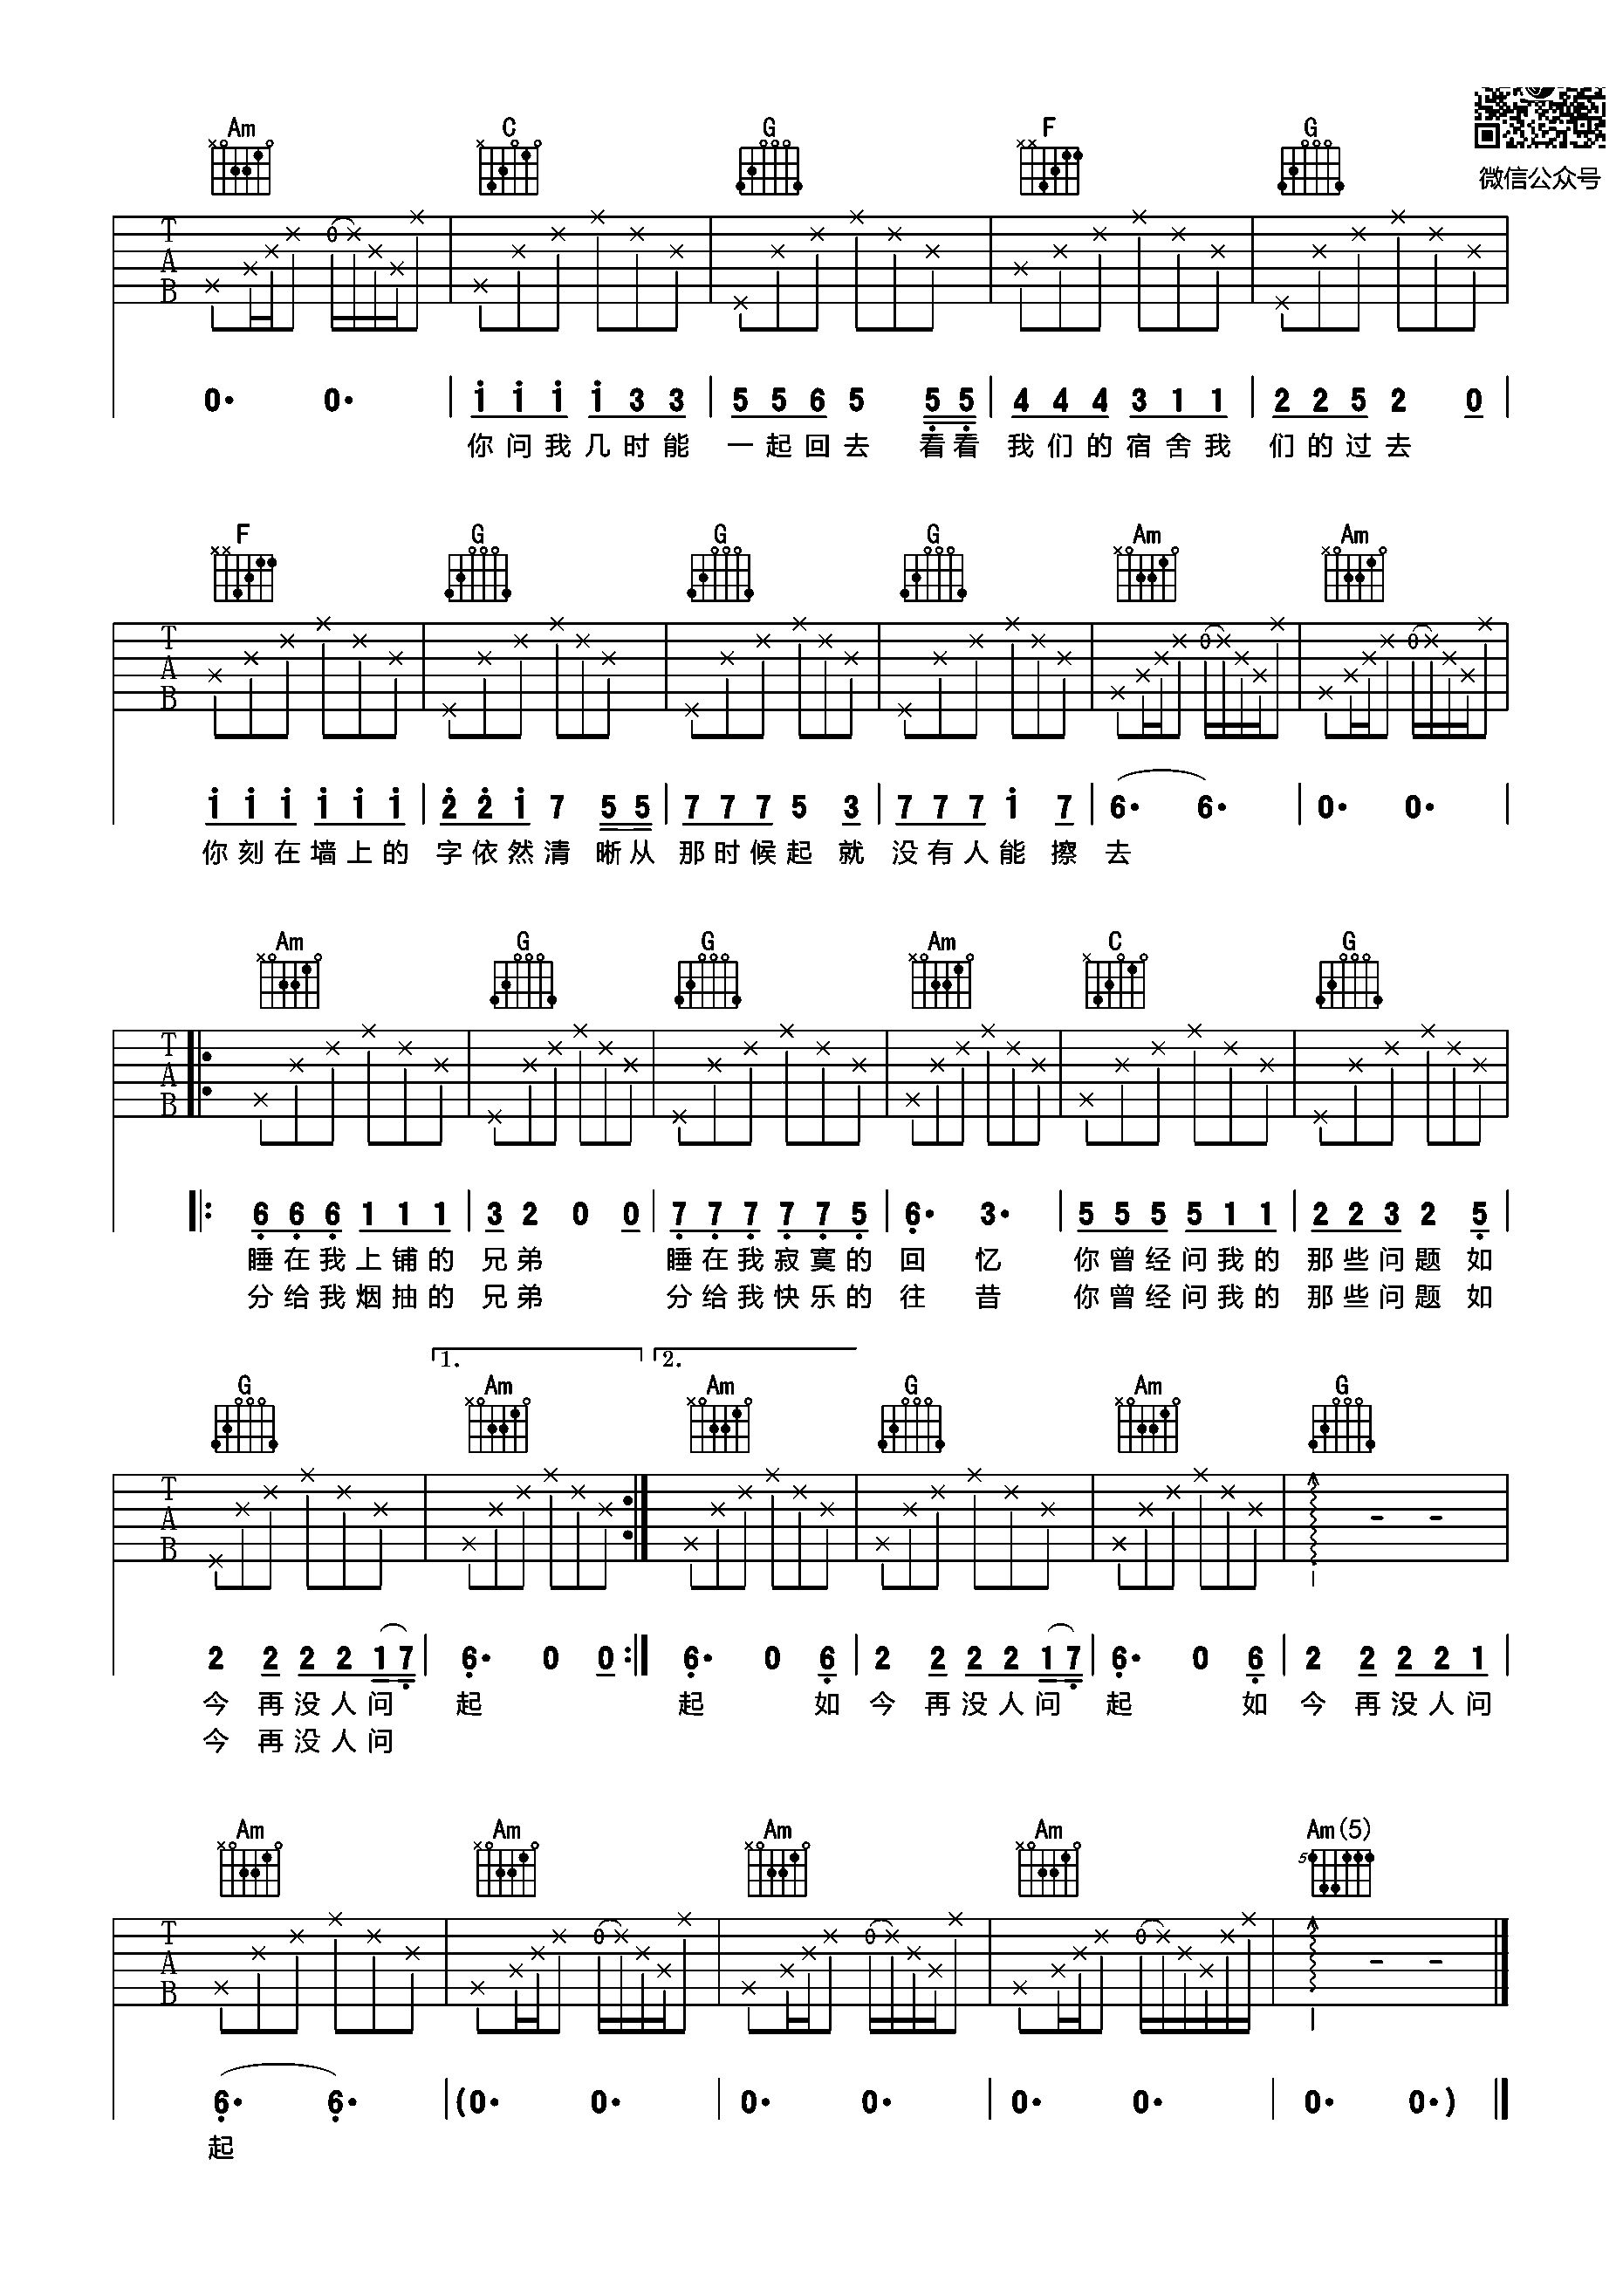 微信公众号
Am C G F G
T
A
B
0· 0· 1 1 1 1 3 3 5 5 6 5 5 5 4 4 4 3 1 1 2 2 5 2 0
你问我几时能 一起回去 看看 我们的宿舍我 们的过去
F G G G Am Am
T
A
B
1 1 1 1 1 1 2 2 1 7 5 5 7 7 7 5 3 7 7 7 1 7 6· 6· 0· 0·
你刻在墙上的 字依然清 晰从 那时候起 就 没有人能 擦 去
Am G G Am C G
T
A
B
6 6 6 1 1 1 3 2 0 0 7 7 7 7 7 5 6· 3· 5 5 5 5 1 1 2 2 3 2 5
睡在我上铺的 兄弟 睡在我寂寞的 回 忆 你曾经问我的 那些问题 如
分给我烟抽的 兄弟 分给我快乐的 往 昔 你曾经问我的 那些问题 如
1. 2.
G Am Am G Am G
T
A
B
2 2 2 2 1 7 6· 0 0 6· 0 6 2 2 2 2 1 7 6· 0 6 2 2 2 2 1
今 再没人问 起 起 如 今 再没人问 起 如 今 再没人问
今 再没人问
Am Am Am Am Am(5)
5
T
A
B
6· 6· (0· 0· 0· 0· 0· 0· 0· 0·)
起